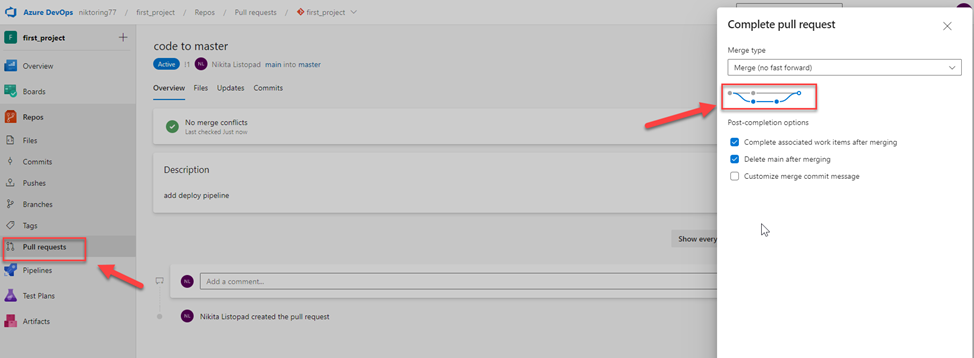 Azure DevOps niktoring77 / first_project / Repos / Pull requests / first_project
F first_project
Overview
Boards
Repos
Files
Commits
Pushes
Branches
Tags
Pull requests
Pipelines
Test Plans
Artifacts
code to master
Active !1 NL Nikita Listopad main into master
Overview Files Updates Commits
No merge conflicts
Last checked Just now
Description
add deploy pipeline
Show every
NL Add a comment...
NL Nikita Listopad created the pull request
Complete pull request
Merge type
Merge (no fast forward)
Post-completion options
Complete associated work items after merging
Delete main after merging
Customize merge commit message